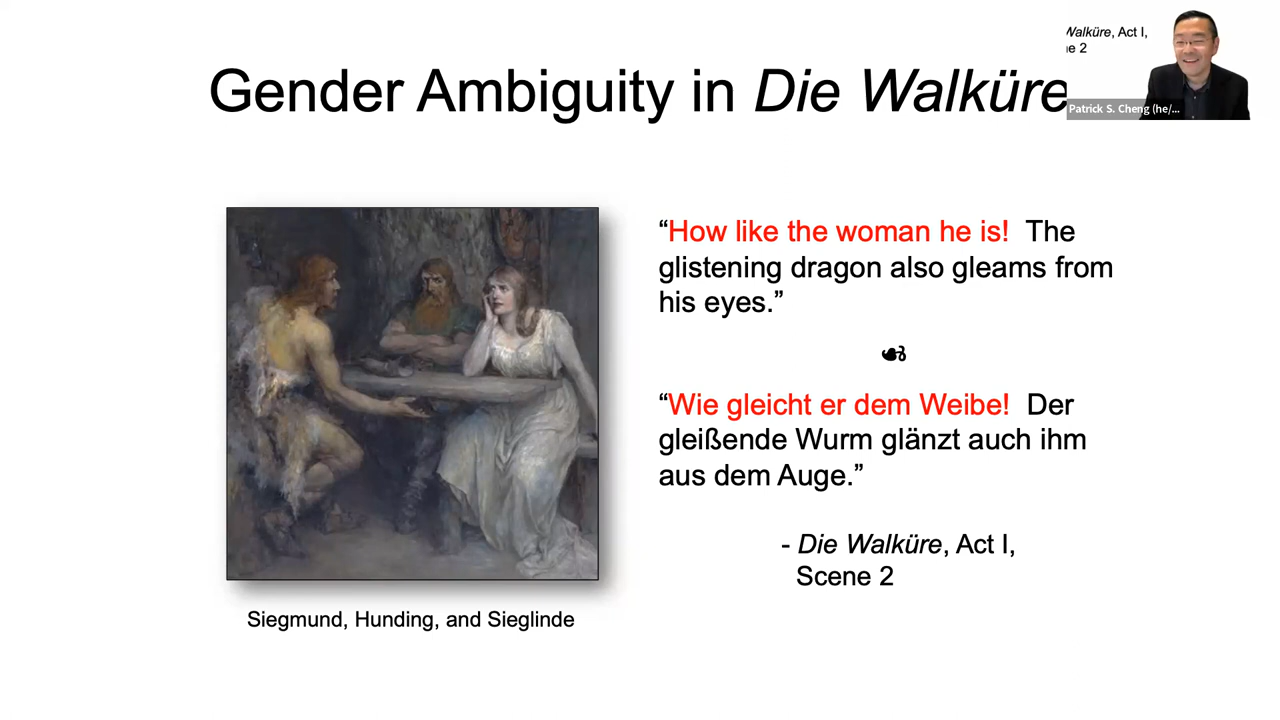 Walküre, Act I,
ne 2
Patrick S. Cheng (he/...
Gender Ambiguity in Die Walküre
“How like the woman he is! The
glistening dragon also gleams from
his eyes.”
“Wie gleicht er dem Weibe! Der
gleißende Wurm glänzt auch ihm
aus dem Auge.”
- Die Walküre, Act I,
Scene 2
Siegmund, Hunding, and Sieglinde